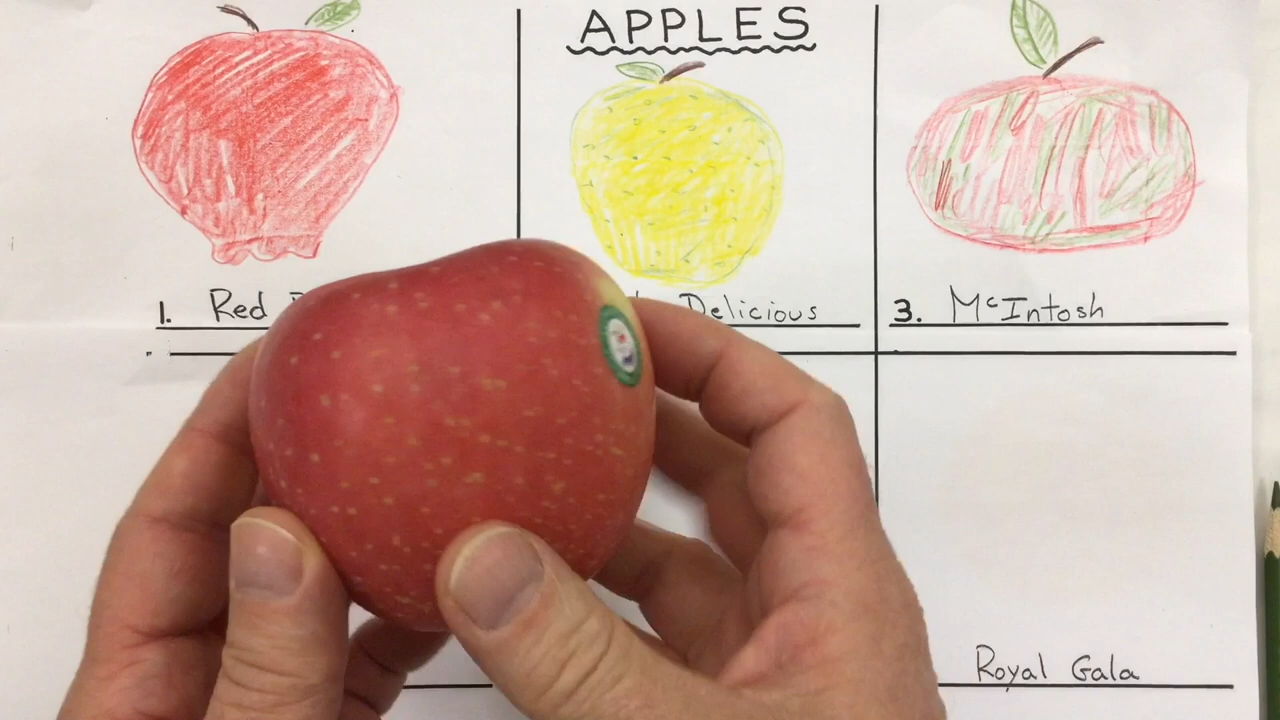 APPLES
1. Red
Delicious
3. McIntosh
Royal Gala